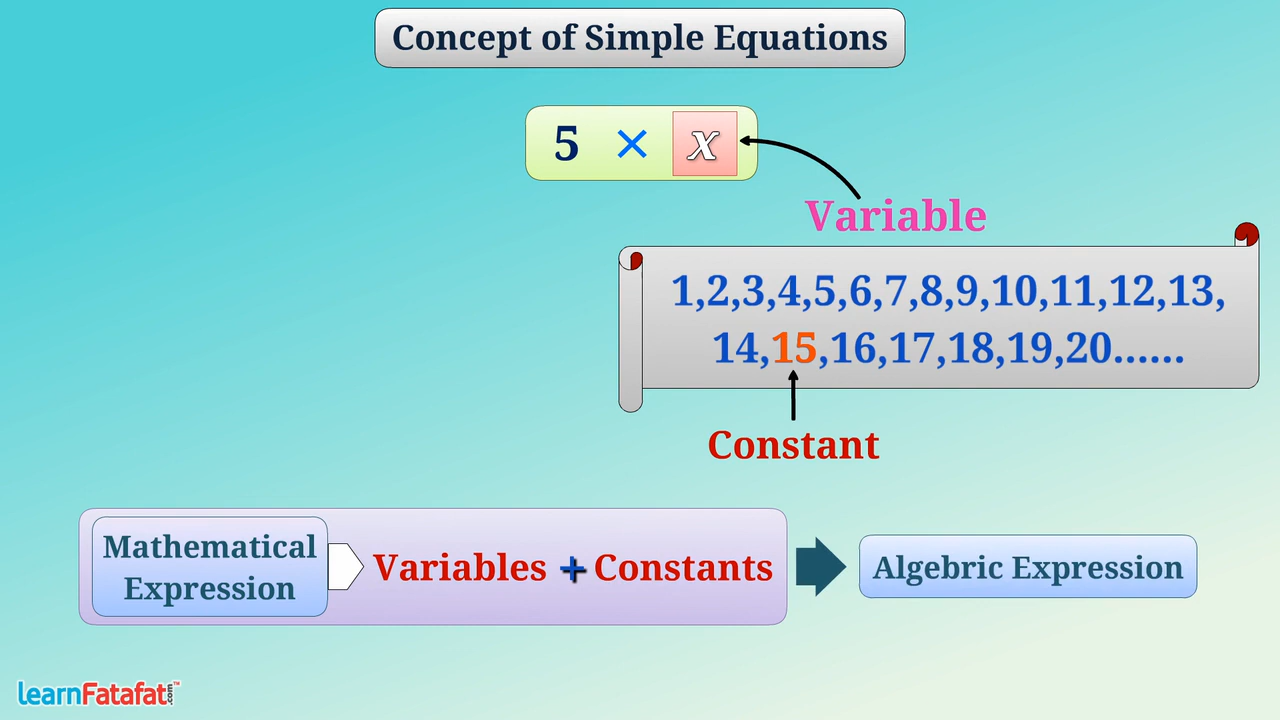 Concept of Simple Equations
5 × x
Variable
1,2,3,4,5,6,7,8,9,10,11,12,13,
14,15,16,17,18,19,20......
Constant
Mathematical
Expression
Variables + Constants
Algebric Expression
learnFatafat.com™